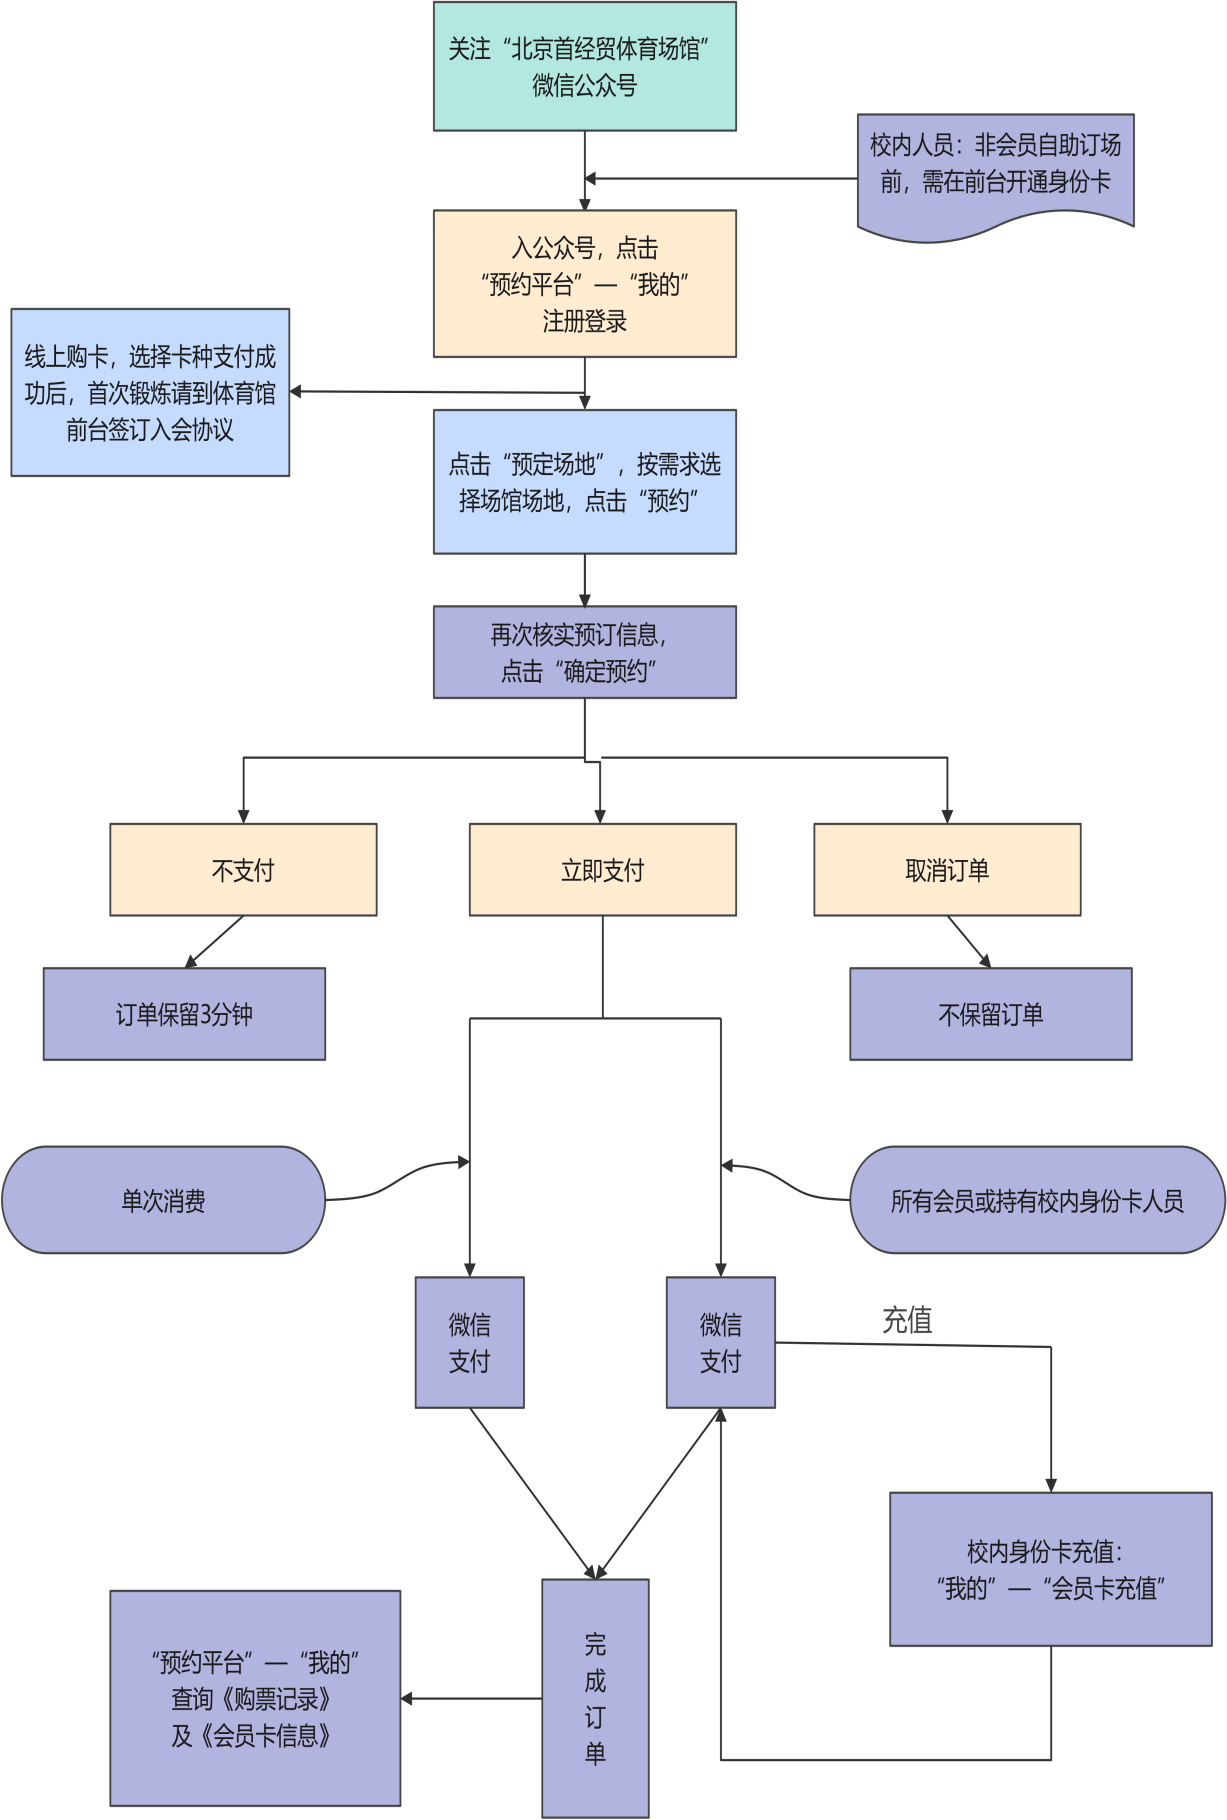 关注“北京首经贸体育场馆”
微信公众号
校内人员：非会员自助订场
前，需在前台开通身份卡
入公众号，点击
“预约平台”—“我的”
注册登录
线上购卡，选择卡种支付成
功后，首次锻炼请到体育馆
前台签订入会协议
点击“预定场地”，按需求选
择场馆场地，点击“预约”
再次核实预订信息，
点击“确定预约”
不支付
立即支付
取消订单
订单保留3分钟
不保留订单
单次消费
所有会员或持有校内身份卡人员
微信
支付
微信
支付
充值
校内身份卡充值：
“我的”—“会员卡充值”
完
成
订
单
“预约平台”—“我的”
查询《购票记录》
及《会员卡信息》